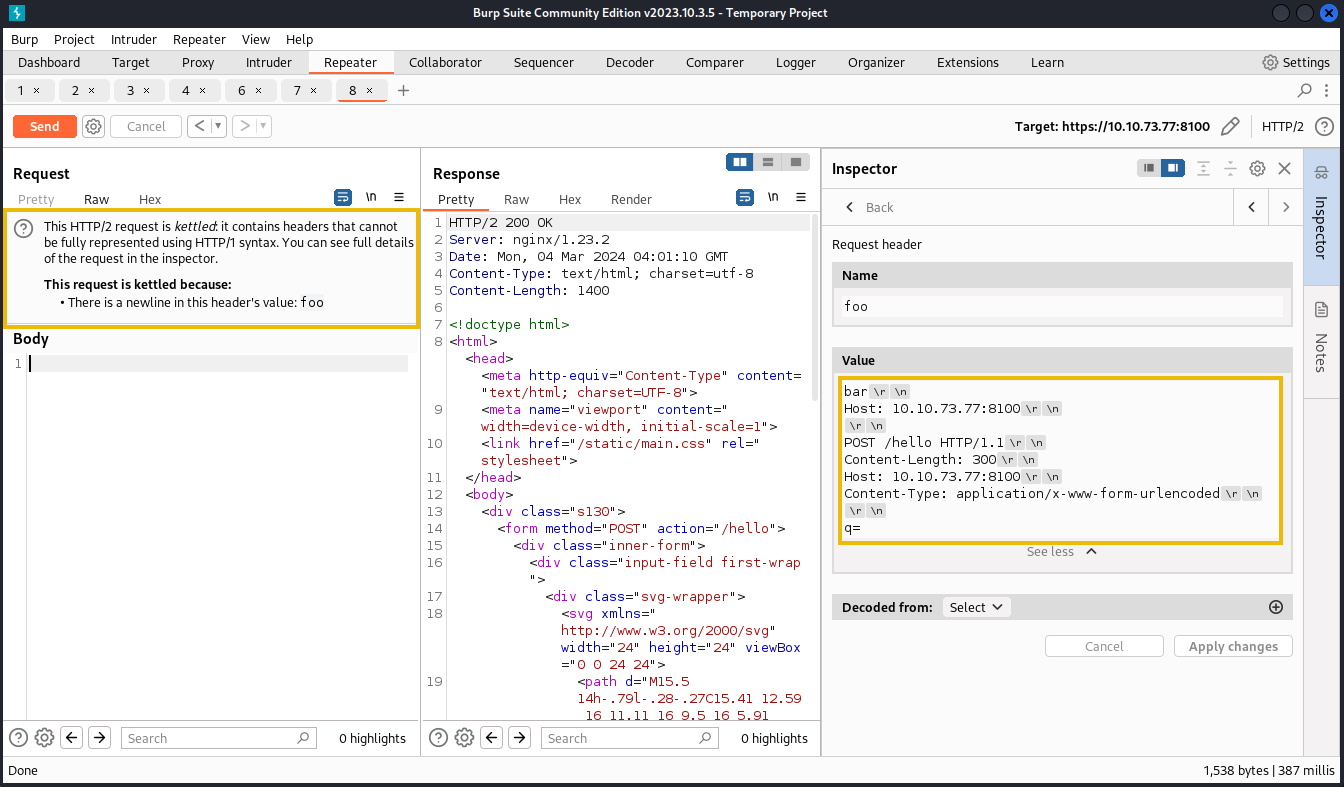 Burp Suite Community Edition v2023.10.3.5 - Temporary Project
Burp Project Intruder Repeater View Help
Dashboard Target Proxy Intruder Repeater Collaborator Sequencer Decoder Comparer Logger Organizer Extensions Learn Settings
1 × 2 × 3 × 4 × 6 × 7 × 8 × +
Send Cancel < > Target: https://10.10.73.77:8100 HTTP/2 ?
Request
Pretty Raw Hex \n
This HTTP/2 request is kettled: it contains headers that cannot
be fully represented using HTTP/1 syntax. You can see full details
of the request in the inspector.
This request is kettled because:
• There is a newline in this header's value: foo
Body
1
Search 0 highlights
Response
Pretty Raw Hex Render \n
1 HTTP/2 200 OK
2 Server: nginx/1.23.2
3 Date: Mon, 04 Mar 2024 04:01:10 GMT
4 Content-Type: text/html; charset=utf-8
5 Content-Length: 1400
6
7 <!doctype html>
8 <html>
<head>
<meta http-equiv="Content-Type" content=
"text/html; charset=UTF-8">
9 <meta name="viewport" content="
width=device-width, initial-scale=1">
10 <link href="/static/main.css" rel="
stylesheet">
11 </head>
12 <body>
13 <div class="s130">
14 <form method="POST" action="/hello">
15 <div class="inner-form">
16 <div class="input-field first-wrap
">
17 <div class="svg-wrapper">
18 <svg xmlns="
http://www.w3.org/2000/svg"
width="24" height="24" viewBox
="0 0 24 24">
19 <path d="M15.5
14h-.79l-.28-.27C15.41 12.59
16 11.11 16 9.5 16 5.91
Search 0 highlights
Inspector
Back
Request header
Name
foo
Value
bar \r \n
Host: 10.10.73.77:8100 \r \n
\r \n
POST /hello HTTP/1.1 \r \n
Content-Length: 300 \r \n
Host: 10.10.73.77:8100 \r \n
Content-Type: application/x-www-form-urlencoded \r \n
\r \n
q=
See less
Decoded from: Select
Cancel Apply changes
Inspector
Notes
Done 1,538 bytes | 387 millis